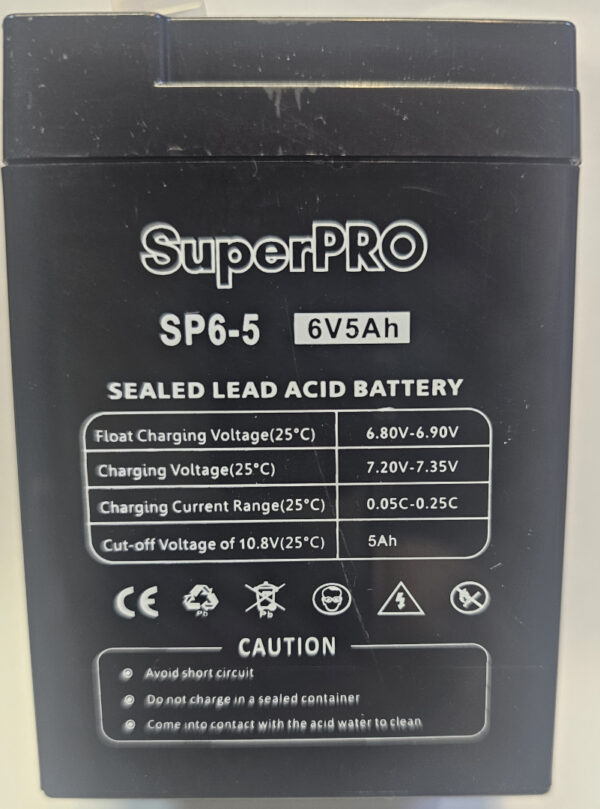 SuperPRO
SP6-5 6V5Ah
SEALED LEAD ACID BATTERY
Float Charging Voltage(25°C) 6.80V-6.90V
Charging Voltage(25°C) 7.20V-7.35V
Charging Current Range(25°C) 0.05C-0.25C
Cut-off Voltage of 10.8V(25°C) 5Ah
CE Pb Pb
CAUTION
Avoid short circuit
Do not charge in a sealed container
Come into contact with the acid water to clean